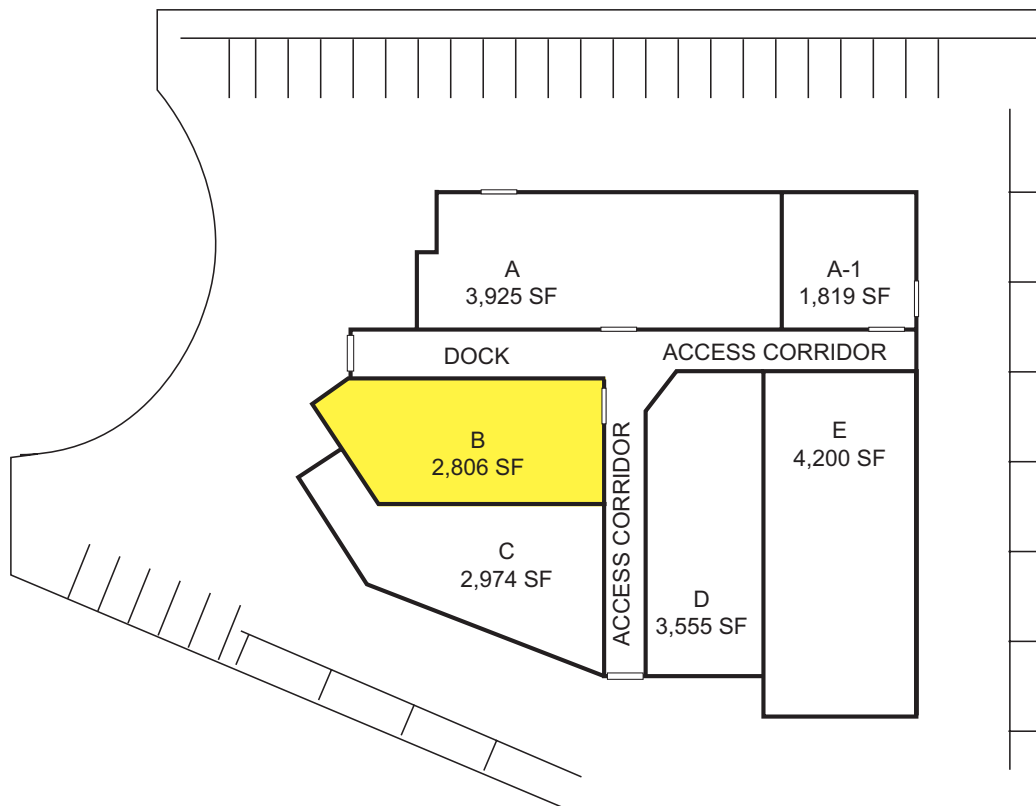 A
3,925 SF
A-1
1,819 SF
DOCK
ACCESS CORRIDOR
B
2,806 SF
E
4,200 SF
ACCESS CORRIDOR
C
2,974 SF
D
3,555 SF